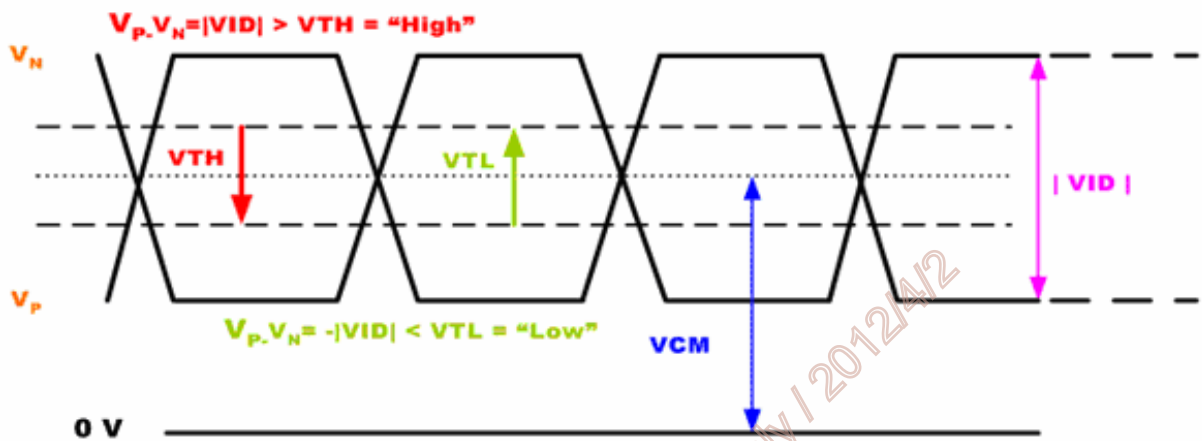 VP-VN=|VID| > VTH = “High”
VN
VTH
VTL
| VID |
VP
VP-VN= -|VID| < VTL = “Low”
VCM
/ 2012/4/2
0 V